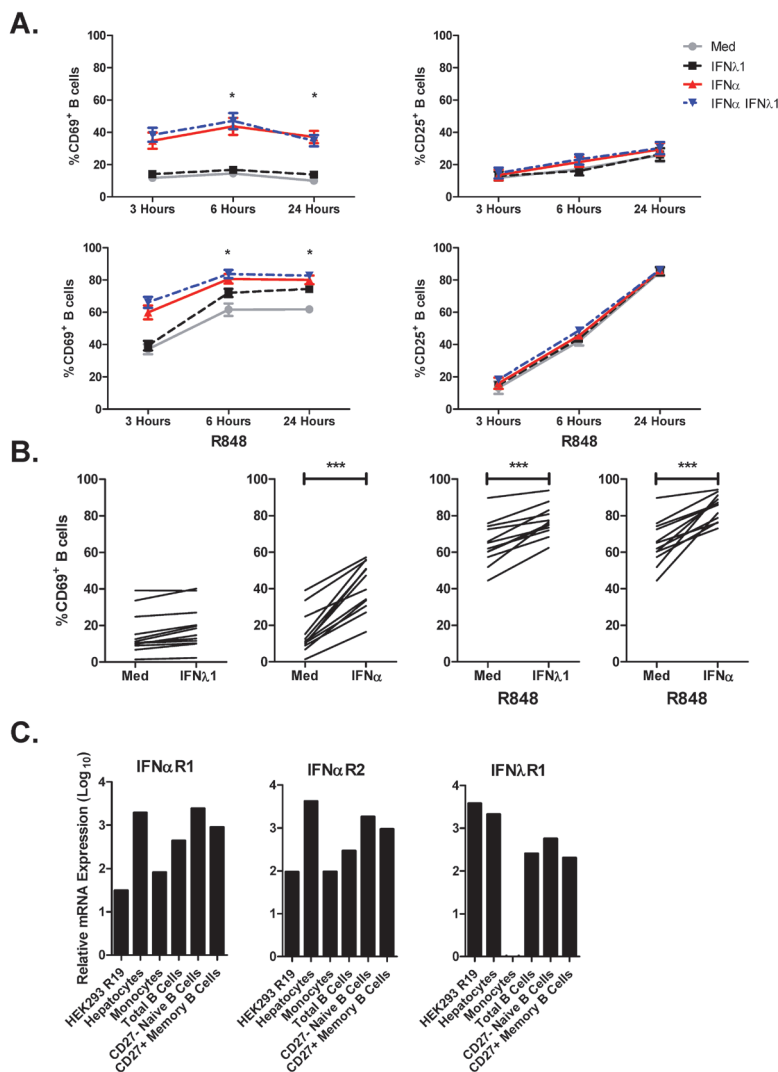 A.
%CD69⁺ B cells
100
80
60
40
20
0
* *
3 Hours 6 Hours 24 Hours
%CD25⁺ B cells
100
80
60
40
20
0
3 Hours 6 Hours 24 Hours
Med
IFNλ1
IFNα
IFNα IFNλ1
%CD69⁺ B cells
100
80
60
40
20
0
* *
3 Hours 6 Hours 24 Hours
R848
%CD25⁺ B cells
100
80
60
40
20
0
3 Hours 6 Hours 24 Hours
R848
B.
%CD69⁺ B cells
100
80
60
40
20
0
Med IFNλ1
100
80
60
40
20
0
***
Med IFNα
100
80
60
40
20
0
***
Med IFNλ1
R848
100
80
60
40
20
0
***
Med IFNα
R848
C.
Relative mRNA Expression (Log₁₀)
IFNαR1
4
3
2
1
0
HEK293 R19
Hepatocytes
Monocytes
Total B Cells
CD27- Naive B Cells
CD27+ Memory B Cells
IFNαR2
4
3
2
1
0
HEK293 R19
Hepatocytes
Monocytes
Total B Cells
CD27- Naive B Cells
CD27+ Memory B Cells
IFNλR1
4
3
2
1
0
HEK293 R19
Hepatocytes
Monocytes
Total B Cells
CD27- Naive B Cells
CD27+ Memory B Cells